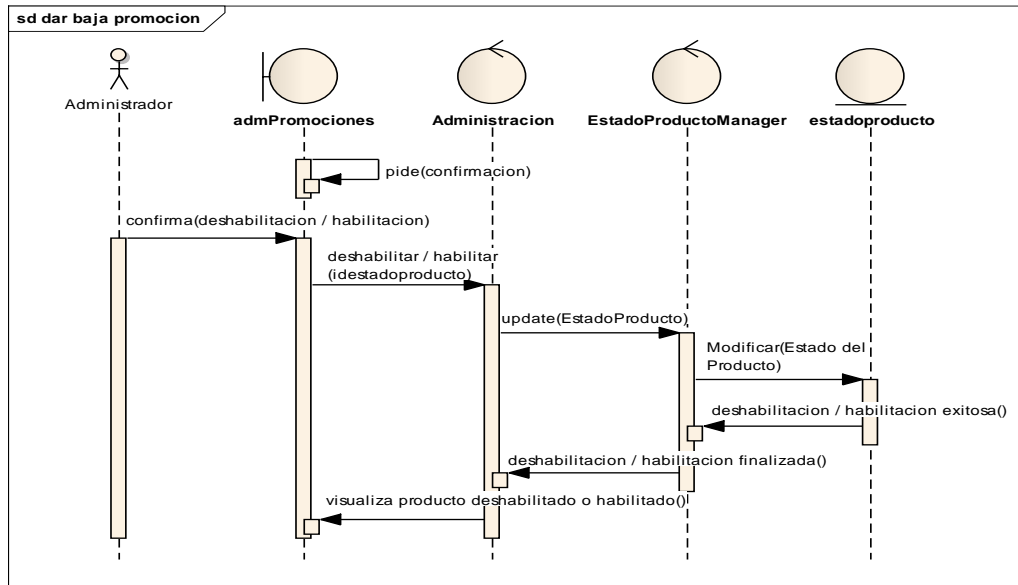 sd dar baja promocion
Administrador
admPromociones
Administracion
EstadoProductoManager
estadoproducto
pide(confirmacion)
confirma(deshabilitacion / habilitacion)
deshabilitar / habilitar
(idestadoproducto)
update(EstadoProducto)
Modificar(Estado del
Producto)
deshabilitacion / habilitacion exitosa()
deshabilitacion / habilitacion finalizada()
visualiza producto deshabilitado o habilitado()